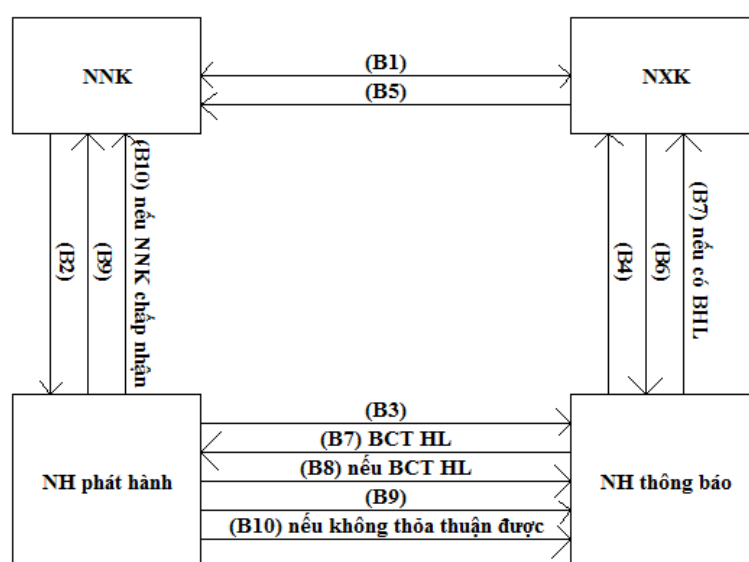 NNK
(B1)
NXK
(B5)
(B2)
(B9)
(B10) nếu NNK chấp nhận
(B4)
(B6)
(B7) nếu có BHL
NH phát hành
(B3)
(B7) BCT HL
(B8) nếu BCT HL
(B9)
(B10) nếu không thỏa thuận được
NH thông báo